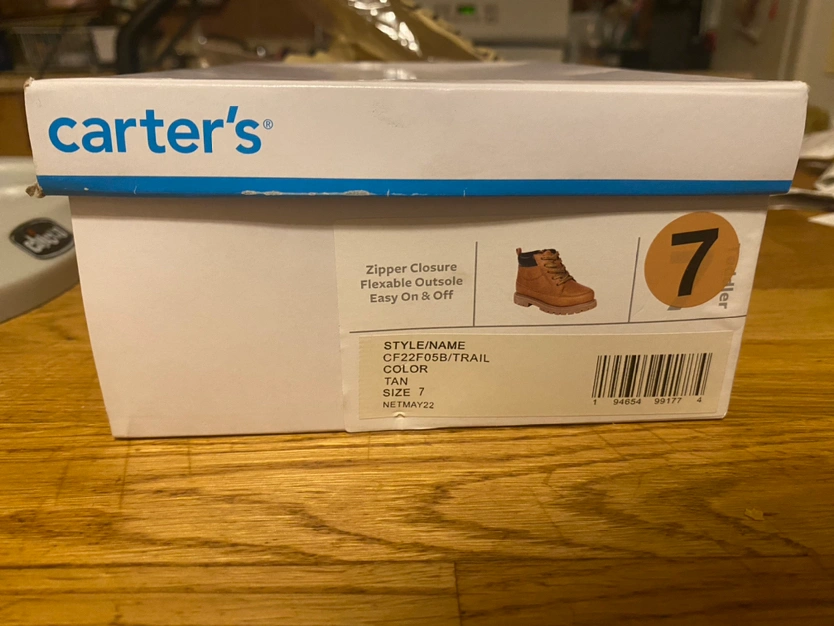 carter's®
Zipper Closure
Flexable Outsole
Easy On & Off
7
STYLE/NAME
CF22F05B/TRAIL
COLOR
TAN
SIZE 7
NETMAY22
1 94654 99177 4